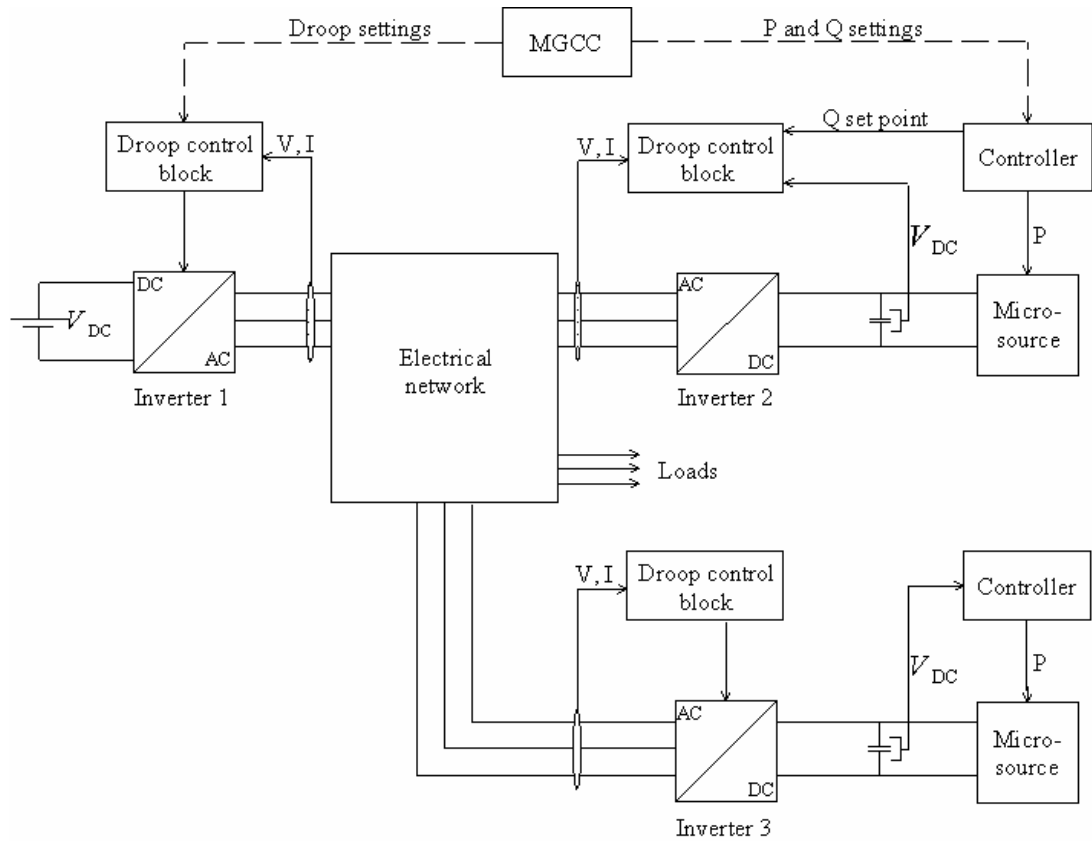 Droop settings
MGCC
P and Q settings
Droop control
block
V, I
V, I
Droop control
block
Q set point
Controller
V DC
P
DC
AC
V DC
Inverter 1
Electrical
network
AC
DC
Inverter 2
Micro-
source
Loads
V, I
Droop control
block
Controller
V DC
P
AC
DC
Inverter 3
Micro-
source